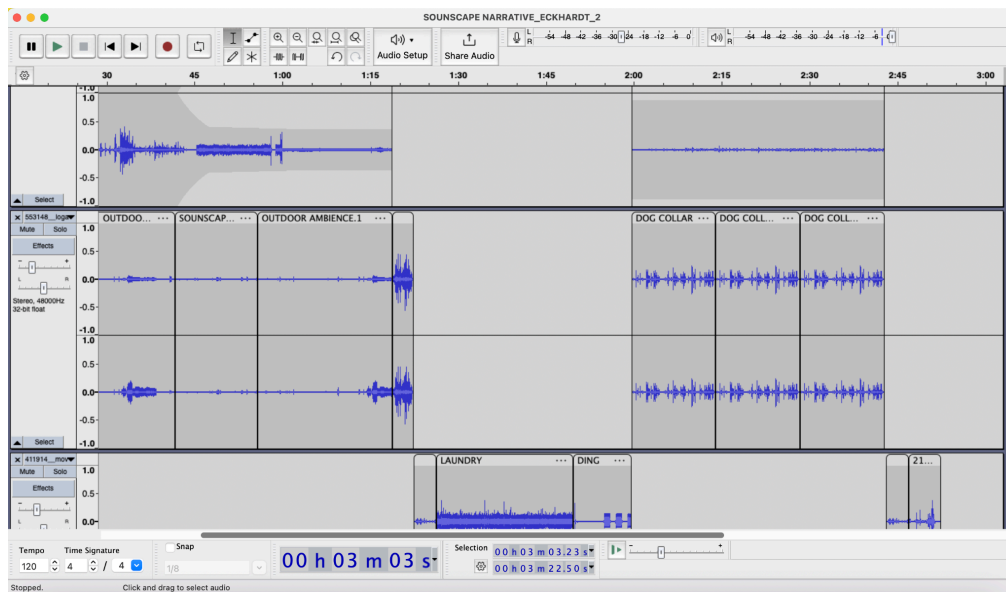 SOUNSCAPE NARRATIVE_ECKHARDT_2
Audio Setup
Share Audio
L
R
-54 -48 -42 -36 -30 -24 -18 -12 -6 0
L
R
-54 -48 -42 -36 -30 -24 -18 -12 -6
30 45 1:00 1:15 1:30 1:45 2:00 2:15 2:30 2:45 3:00
-1.0
1.0
0.5-
0.0-
-0.5-
Select -1.0
553148__loga
OUTDOO... ... SOUNSCAP... ... OUTDOOR AMBIENCE.1 ... DOG COLLAR ... DOG COLL... ... DOG COLL... ...
Mute Solo 1.0
Effects
0.5-
- +
0.0-
L R
Stereo, 48000Hz
-0.5-
32-bit float
-1.0
1.0
0.5-
0.0-
-0.5-
Select -1.0
411914__mov
LAUNDRY ... DING ... 21...
Mute Solo 1.0
Effects
0.5-
- +
L R 0.0-
Tempo Time Signature Snap
120 4 / 4 1/8
00 h 03 m 03 s
Selection 00 h 03 m 03.23 s
00 h 03 m 22.50 s
- +
Stopped. Click and drag to select audio